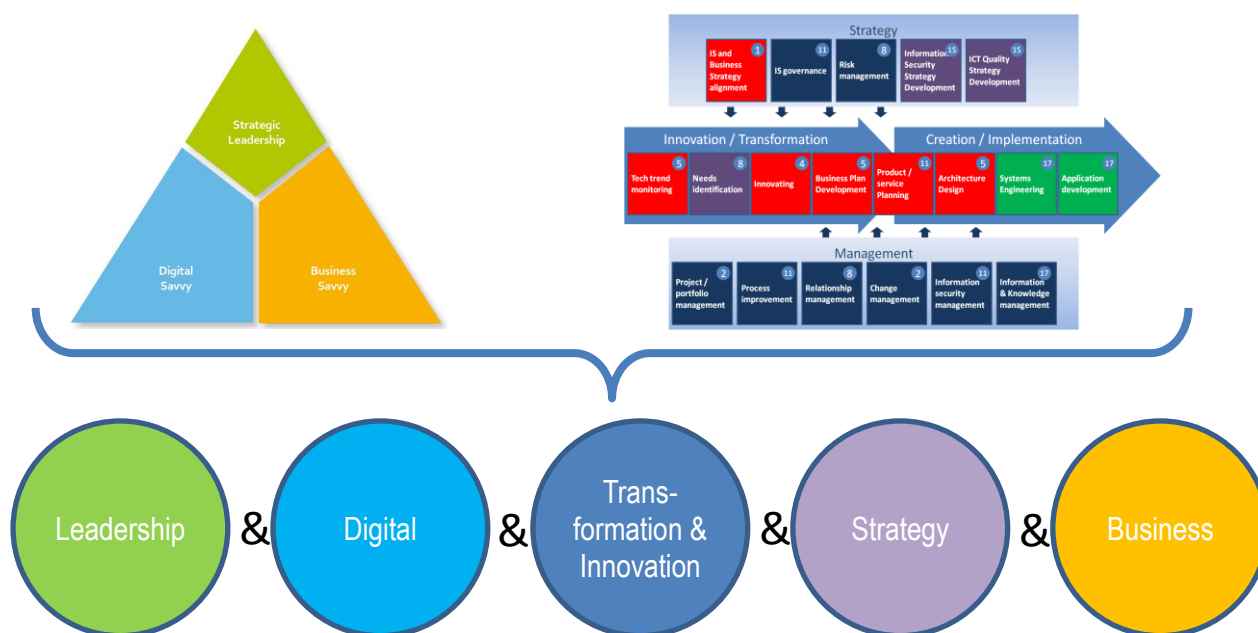 Strategic
Leadership
Digital
Savvy
Business
Savvy
Strategy
IS and
Business
Strategy
alignment
1
IS governance
11
Risk
management
8
Information
Security
Strategy
Development
15
ICT Quality
Strategy
Development
15
Innovation / Transformation
Creation / Implementation
Tech trend
monitoring
5
Needs
identification
8
Innovating
4
Business Plan
Development
5
Product /
service
Planning
11
Architecture
Design
5
Systems
Engineering
17
Application
development
17
Management
Project /
portfolio
management
2
Process
improvement
11
Relationship
management
8
Change
management
2
Information
security
management
11
Information
& Knowledge
management
17
Leadership
&
Digital
&
Trans-
formation &
Innovation
&
Strategy
&
Business